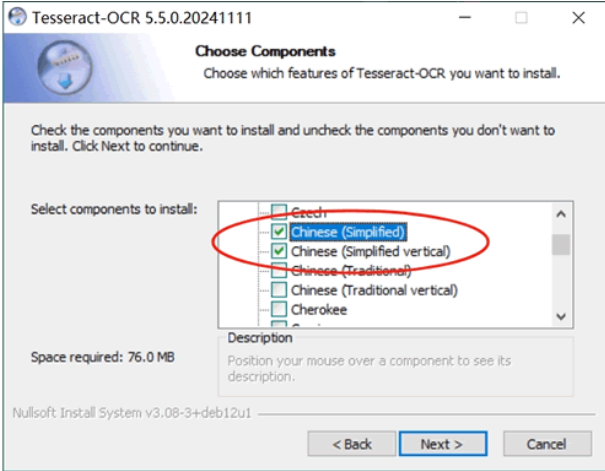 Tesseract-OCR 5.5.0.20241111
Choose Components
Choose which features of Tesseract-OCR you want to install.
Check the components you want to install and uncheck the components you don't want to
install. Click Next to continue.
Select components to install:
Czech
Chinese (Simplified)
Chinese (Simplified vertical)
Chinese (Traditional)
Chinese (Traditional vertical)
Cherokee
Description
Space required: 76.0 MB
Position your mouse over a component to see its
description.
Nullsoft Install System v3.08-3+deb12u1
< Back
Next >
Cancel